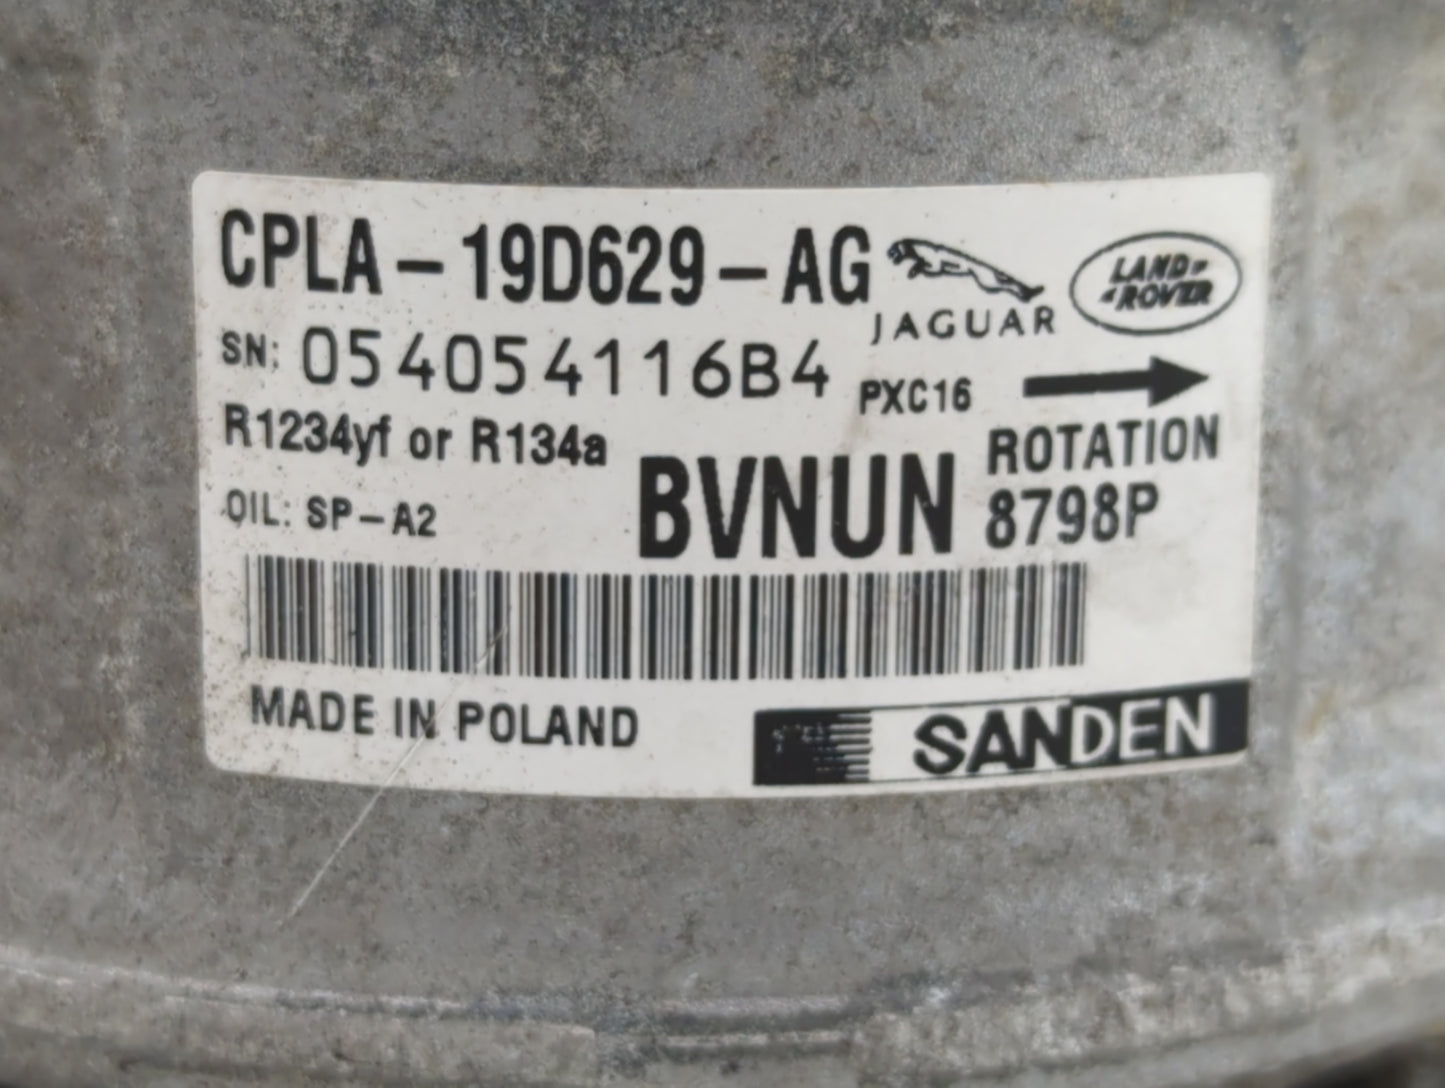 CPLA-19D629-AG
JAGUAR
LAND
ROVER
SN: 054054116B4
PXC16
R1234yf or R134a
ROTATION
BVNUN
8798P
OIL: SP-A2
MADE IN POLAND
SANDEN